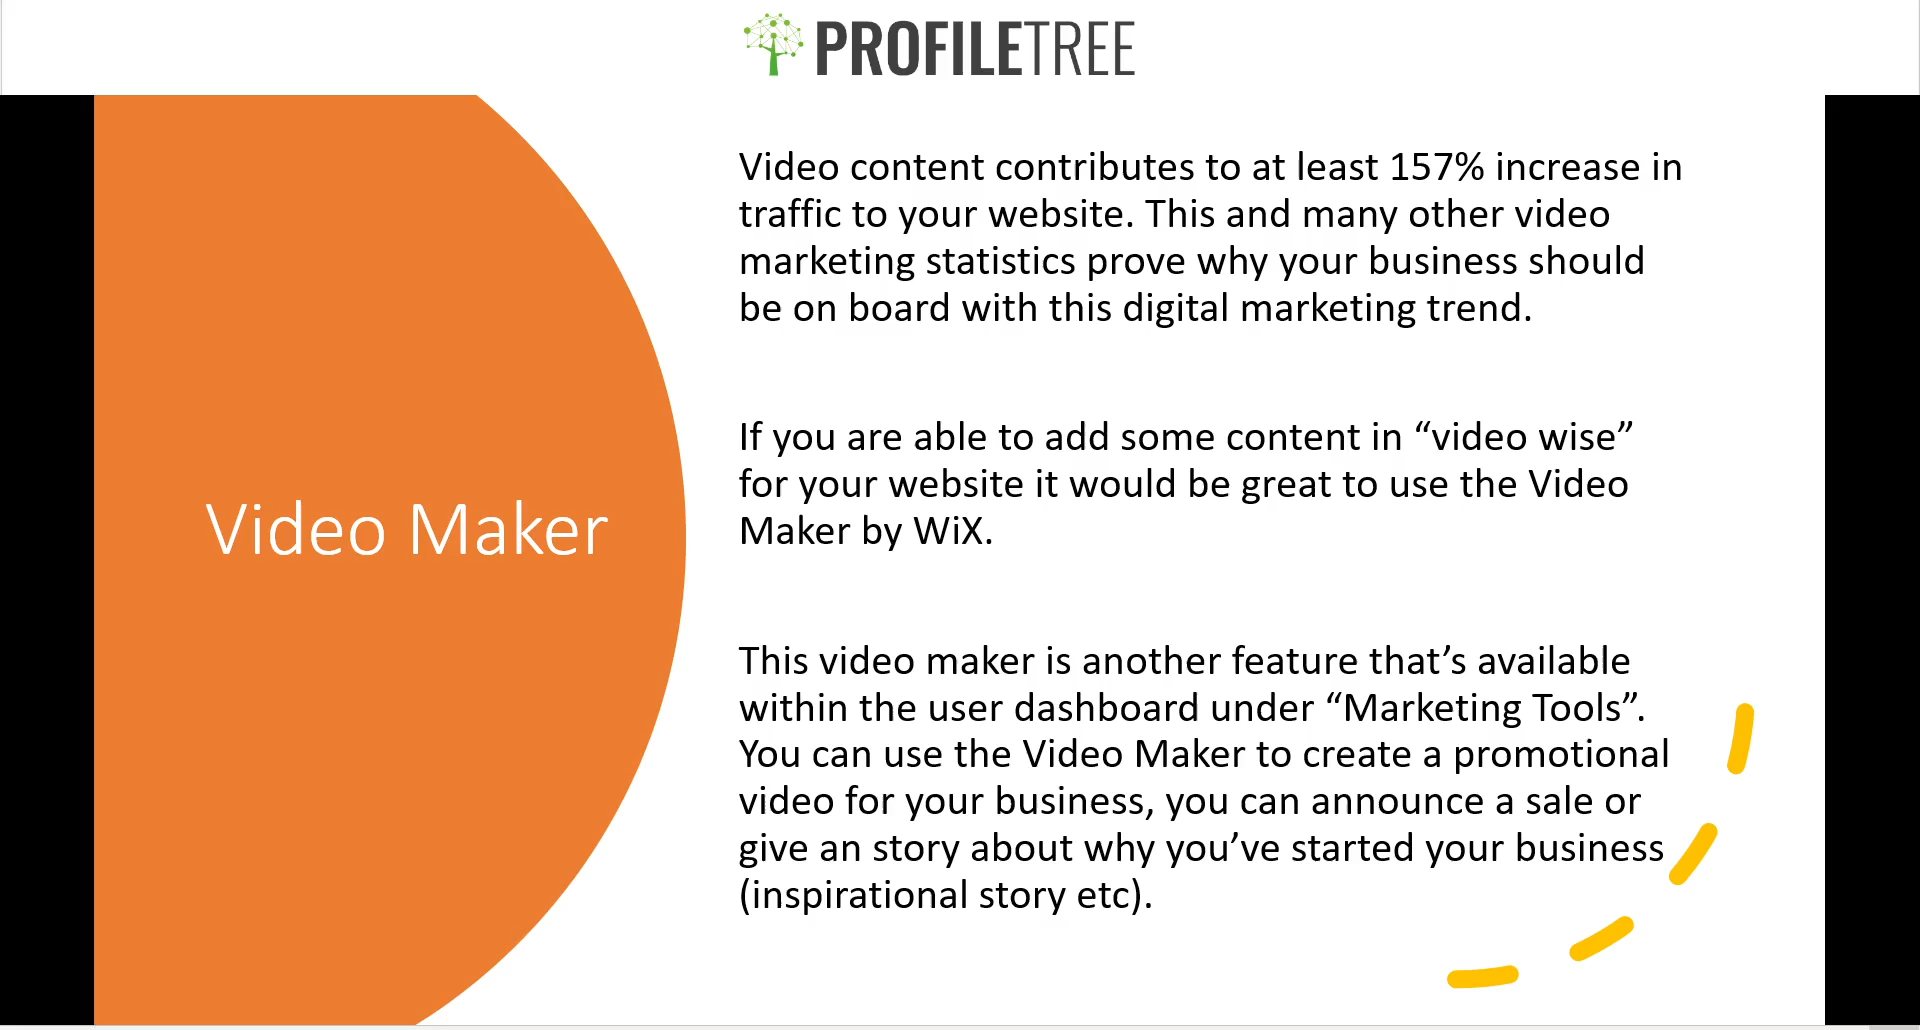 PROFILETREE
Video Maker
Video content contributes to at least 157% increase in
traffic to your website. This and many other video
marketing statistics prove why your business should
be on board with this digital marketing trend.
If you are able to add some content in “video wise”
for your website it would be great to use the Video
Maker by WiX.
This video maker is another feature that’s available
within the user dashboard under “Marketing Tools”.
You can use the Video Maker to create a promotional
video for your business, you can announce a sale or
give an story about why you’ve started your business
(inspirational story etc).